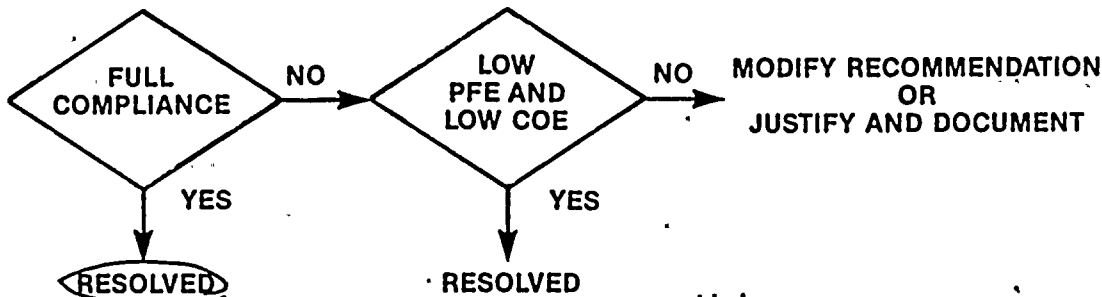 FULL
COMPLIANCE
NO
LOW
PFE AND
LOW COE
NO
MODIFY RECOMMENDATION
OR
JUSTIFY AND DOCUMENT
YES
YES
RESOLVED
RESOLVED